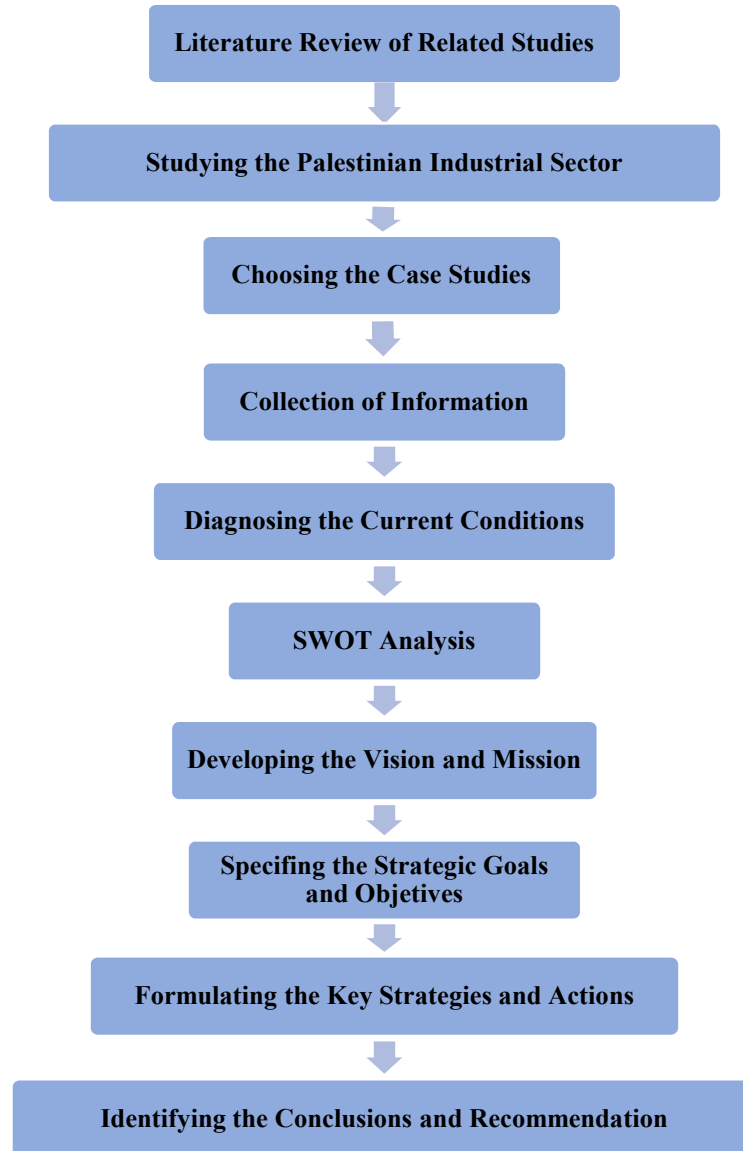 Literature Review of Related Studies
Studying the Palestinian Industrial Sector
Choosing the Case Studies
Collection of Information
Diagnosing the Current Conditions
SWOT Analysis
Developing the Vision and Mission
Specifing the Strategic Goals
and Objetives
Formulating the Key Strategies and Actions
Identifying the Conclusions and Recommendation